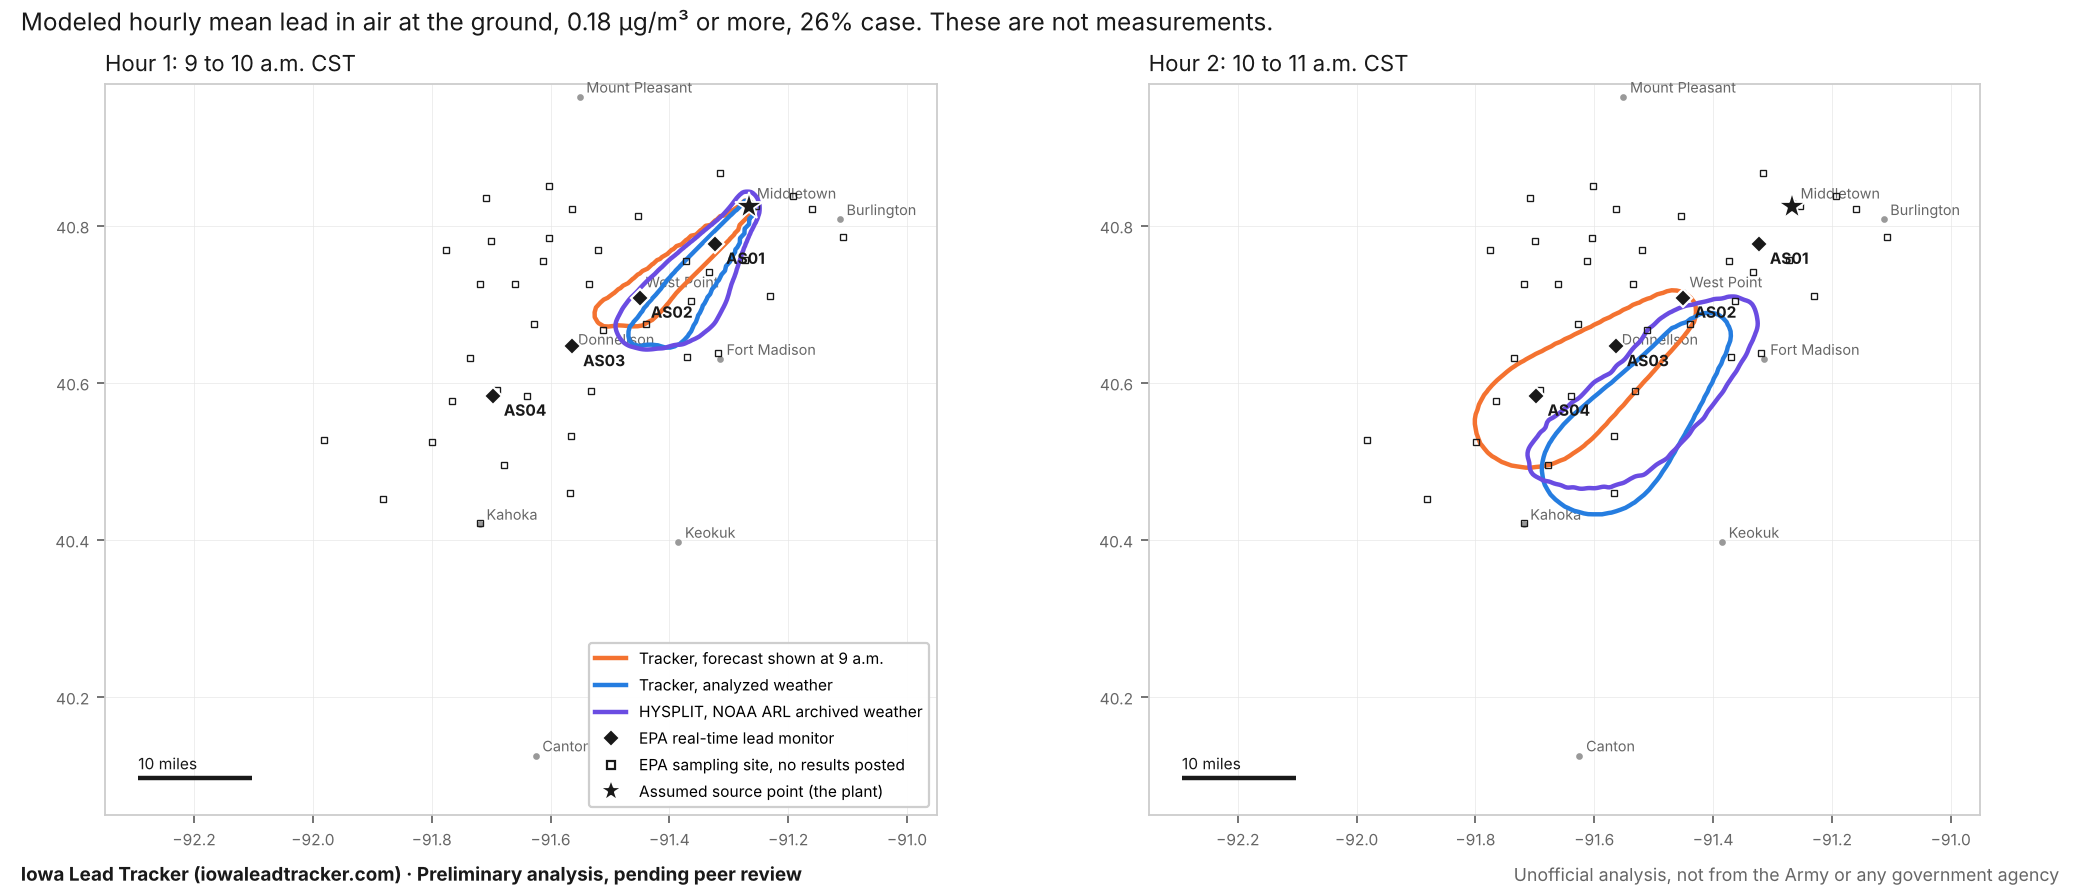 Modeled hourly mean lead in air at the ground, 0.18 µg/m³ or more, 26% case. These are not measurements.
Hour 1: 9 to 10 a.m. CST
Mount Pleasant
Middletown
Burlington
40.8
AS01
West Point
AS02
Donnellson
Fort Madison
AS03
40.6
AS04
Kahoka
Keokuk
40.4
40.2
Tracker, forecast shown at 9 a.m.
Tracker, analyzed weather
HYSPLIT, NOAA ARL archived weather
EPA real-time lead monitor
EPA sampling site, no results posted
Assumed source point (the plant)
Canton
10 miles
−92.2 −92.0 −91.8 −91.6 −91.4 −91.2 −91.0
Hour 2: 10 to 11 a.m. CST
Mount Pleasant
Middletown
Burlington
40.8
AS01
West Point
AS02
Donnellson
Fort Madison
AS03
40.6
AS04
Kahoka
Keokuk
40.4
40.2
Canton
10 miles
−92.2 −92.0 −91.8 −91.6 −91.4 −91.2 −91.0
Iowa Lead Tracker (iowaleadtracker.com) · Preliminary analysis, pending peer review
Unofficial analysis, not from the Army or any government agency